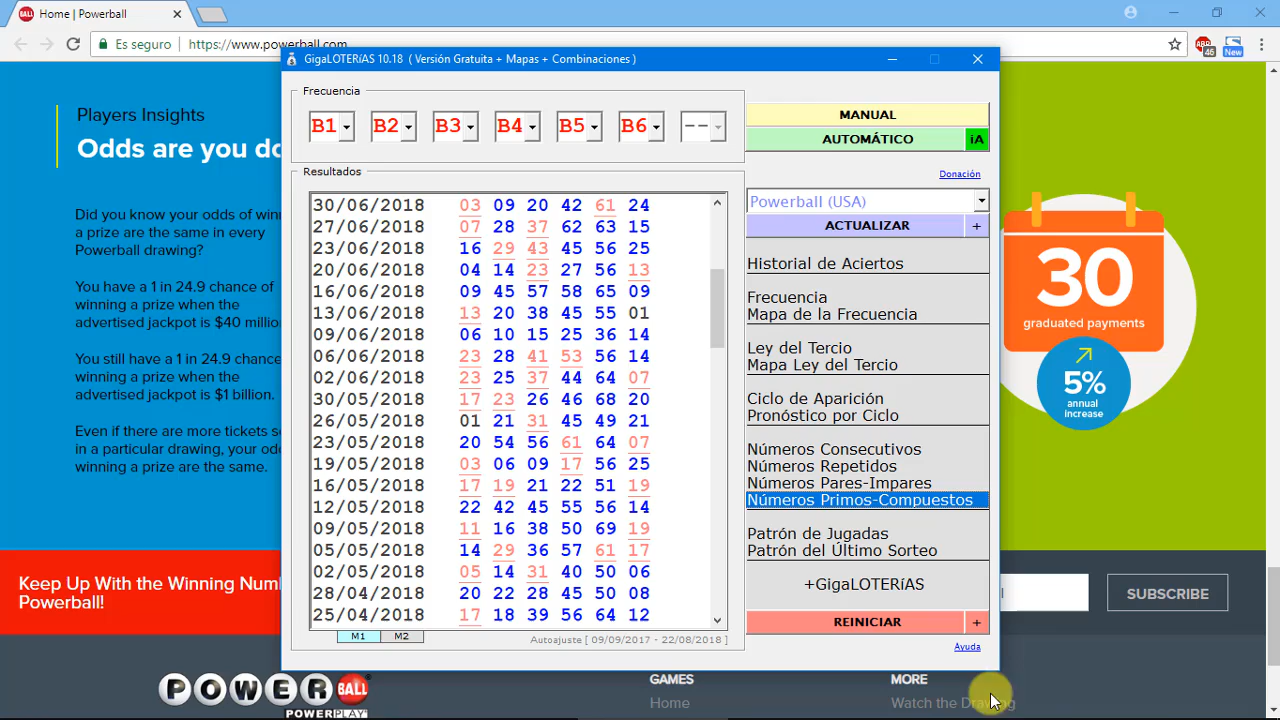 Home | Powerball
Es seguro
https://www.powerball.com
46
New
Players Insights
Odds are you do
Did you know your odds of winn
a prize are the same in every
Powerball drawing?
You have a 1 in 24.9 chance of
winning a prize when the
advertised jackpot is $40 millio
You still have a 1 in 24.9 chanc
winning a prize when the
advertised jackpot is $1 billion.
Even if there are more tickets s
in a particular drawing, your od
winning a prize are the same.
Keep Up With the Winning Num
Powerball!
POWERBALL
POWERPLAY
GigaLOTERíAS 10.18 ( Versión Gratuita + Mapas + Combinaciones )
Frecuencia
B1 B2 B3 B4 B5 B6 --
Resultados
30/06/2018 03 09 20 42 61 24
27/06/2018 07 28 37 62 63 15
23/06/2018 16 29 43 45 56 25
20/06/2018 04 14 23 27 56 13
16/06/2018 09 45 57 58 65 09
13/06/2018 13 20 38 45 55 01
09/06/2018 06 10 15 25 36 14
06/06/2018 23 28 41 53 56 14
02/06/2018 23 25 37 44 64 07
30/05/2018 17 23 26 46 68 20
26/05/2018 01 21 31 45 49 21
23/05/2018 20 54 56 61 64 07
19/05/2018 03 06 09 17 56 25
16/05/2018 17 19 21 22 51 19
12/05/2018 22 42 45 55 56 14
09/05/2018 11 16 38 50 69 19
05/05/2018 14 29 36 57 61 17
02/05/2018 05 14 31 40 50 06
28/04/2018 20 22 28 45 50 08
25/04/2018 17 18 39 56 64 12
M1 M2
Autoajuste [ 09/09/2017 - 22/08/2018 ]
MANUAL
AUTOMÁTICO iA
Donación
Powerball (USA)
ACTUALIZAR +
Historial de Aciertos
Frecuencia
Mapa de la Frecuencia
Ley del Tercio
Mapa Ley del Tercio
Ciclo de Aparición
Pronóstico por Ciclo
Números Consecutivos
Números Repetidos
Números Pares-Impares
Números Primos-Compuestos
Patrón de Jugadas
Patrón del Último Sorteo
+GigaLOTERíAS
REINICIAR +
Ayuda
30
graduated payments
5%
annual
increase
SUBSCRIBE
GAMES
Home
MORE
Watch the Drawing